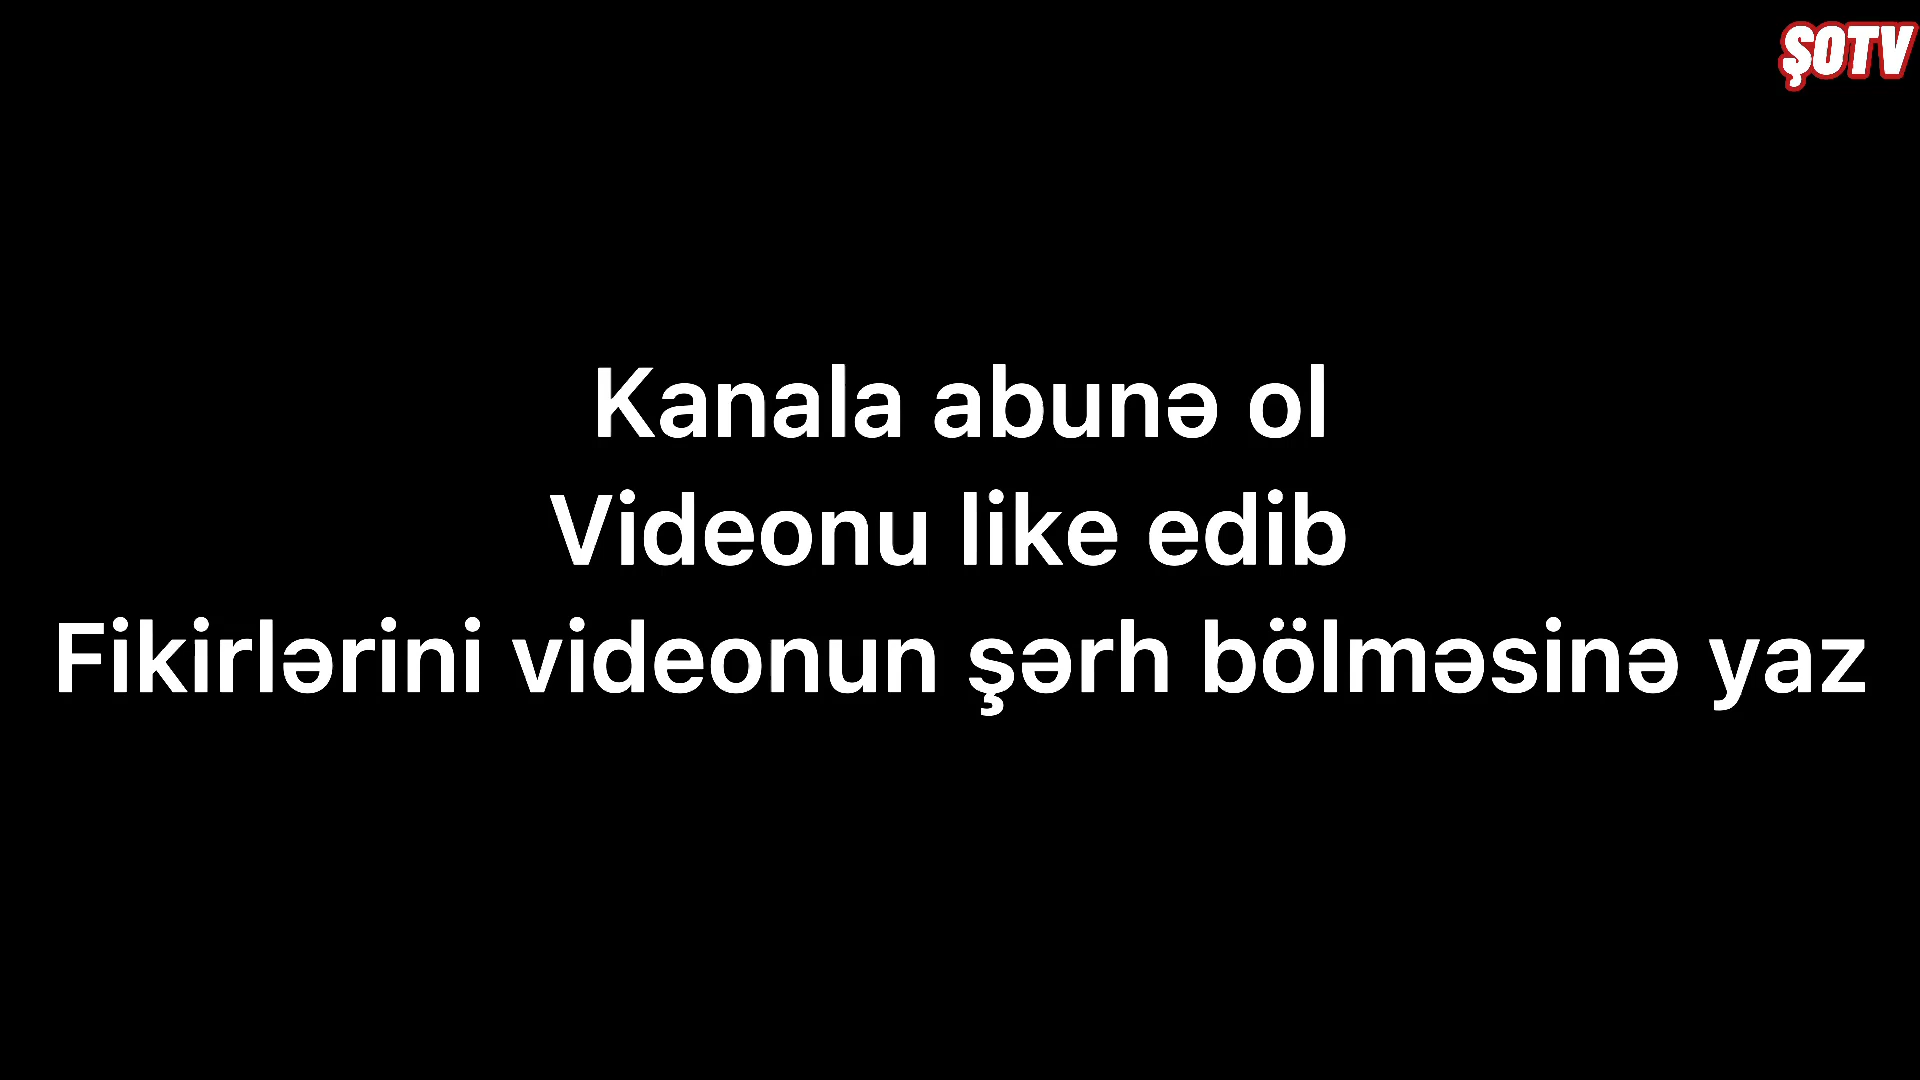 ŞOTV
Kanala abunə ol
Videonu like edib
Fikirlərini videonun şərh bölməsinə yaz